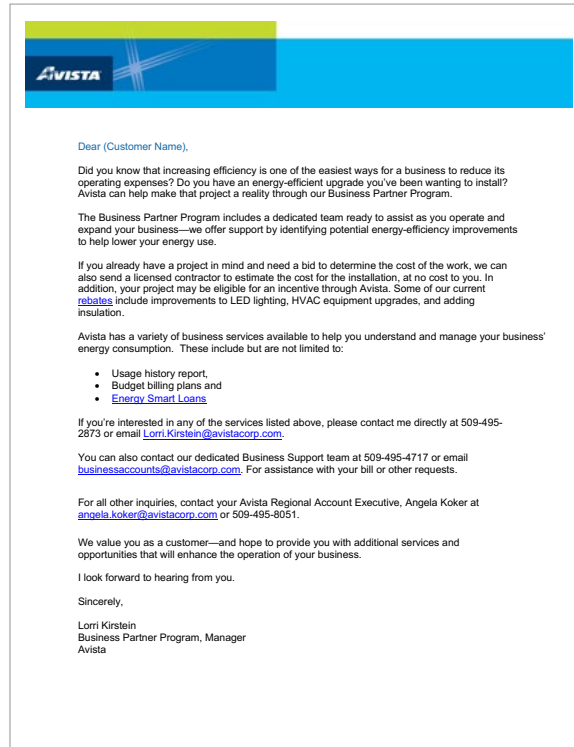 AVISTA
Dear (Customer Name),
Did you know that increasing efficiency is one of the easiest ways for a business to reduce its
operating expenses? Do you have an energy-efficient upgrade you've been wanting to install?
Avista can help make that project a reality through our Business Partner Program.
The Business Partner Program includes a dedicated team ready to assist as you operate and
expand your business—we offer support by identifying potential energy-efficiency improvements
to help lower your energy use.
If you already have a project in mind and need a bid to determine the cost of the work, we can
also send a licensed contractor to estimate the cost for the installation, at no cost to you. In
addition, your project may be eligible for an incentive through Avista. Some of our current
rebates include improvements to LED lighting, HVAC equipment upgrades, and adding
insulation.
Avista has a variety of business services available to help you understand and manage your business'
energy consumption.  These include but are not limited to:
• Usage history report,
• Budget billing plans and
• Energy Smart Loans
If you're interested in any of the services listed above, please contact me directly at 509-495-
2873 or email Lorri.Kirstein@avistacorp.com.
You can also contact our dedicated Business Support team at 509-495-4717 or email
businessaccounts@avistacorp.com. For assistance with your bill or other requests.
For all other inquiries, contact your Avista Regional Account Executive, Angela Koker at
angela.koker@avistacorp.com or 509-495-8051.
We value you as a customer—and hope to provide you with additional services and
opportunities that will enhance the operation of your business.
I look forward to hearing from you.
Sincerely,
Lorri Kirstein
Business Partner Program, Manager
Avista